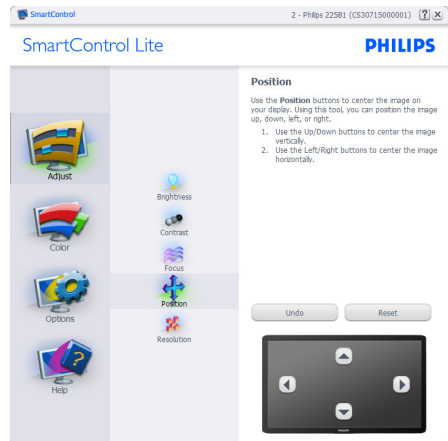 SmartControl
2 - Philips 225B1 (CS30715000001)
SmartControl Lite
PHILIPS
Adjust
Color
Options
Help
Brightness
Contrast
Focus
Position
Resolution
Position
Use the Position buttons to center the image on
your display. Using this tool, you can position the image
up, down, left, or right.
1. Use the Up/Down buttons to center the image
vertically.
2. Use the Left/Right buttons to center the image
horizontally.
Undo
Reset
PHILIPS